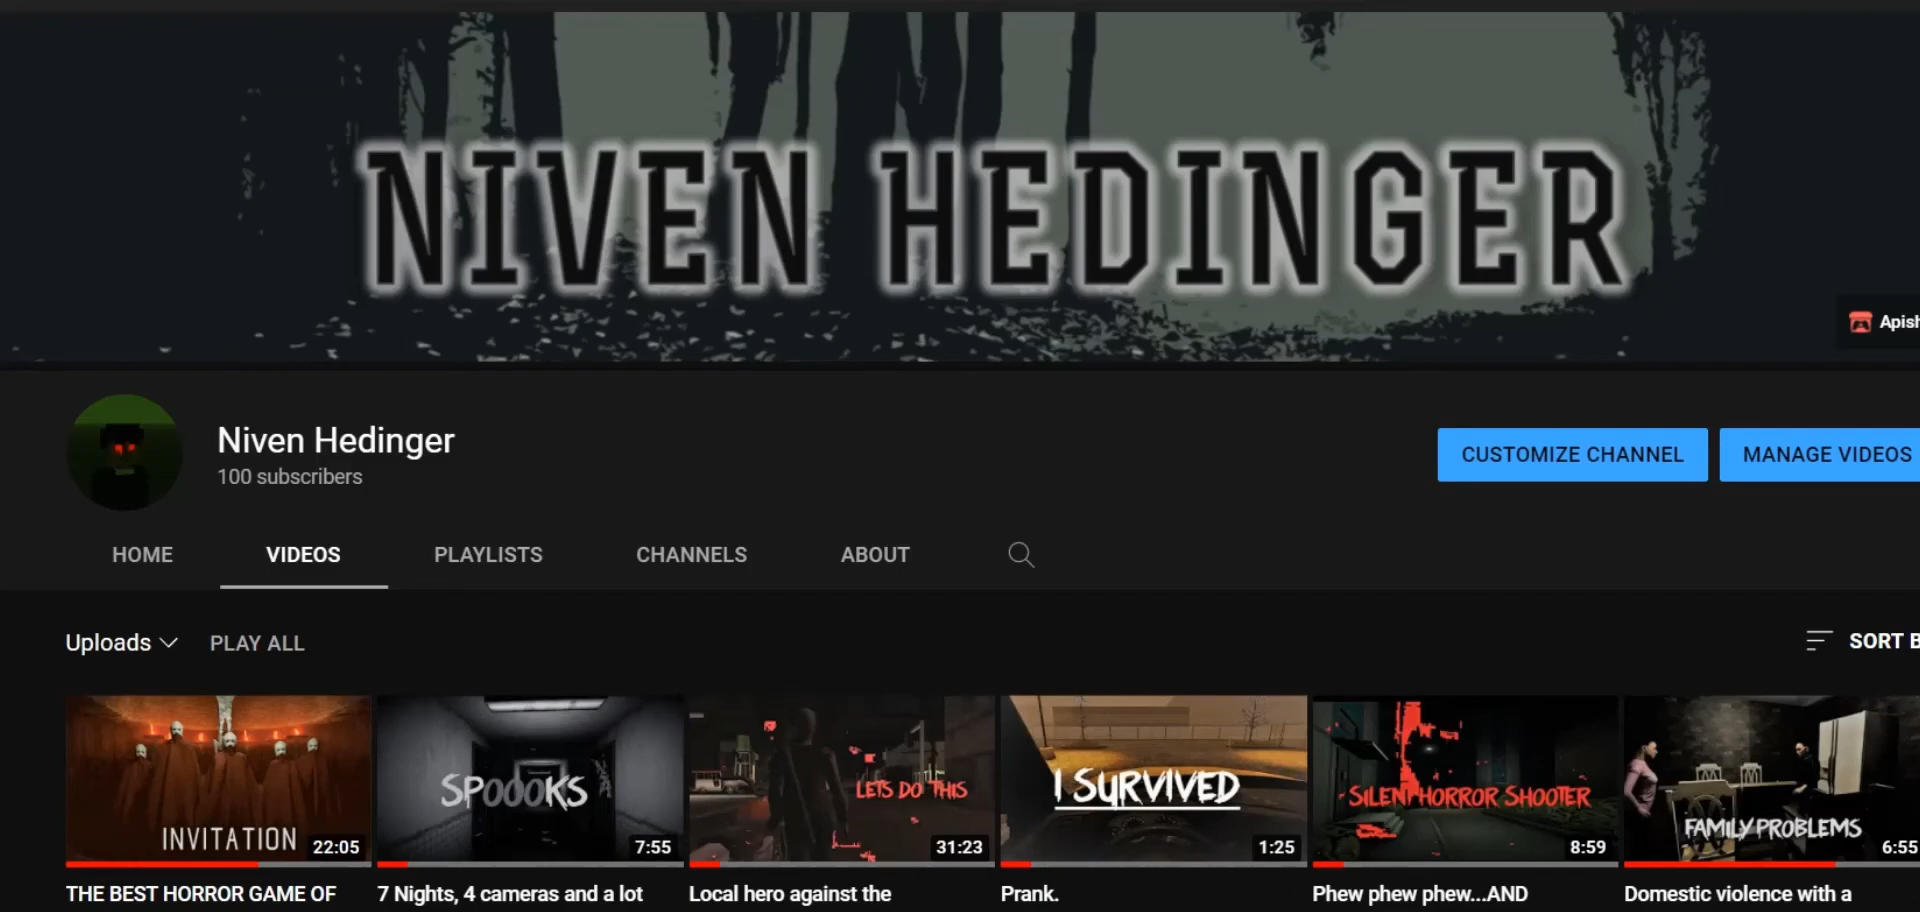 NIVEN HEDINGER
Apish
Niven Hedinger
100 subscribers
CUSTOMIZE CHANNEL
MANAGE VIDEOS
HOME
VIDEOS
PLAYLISTS
CHANNELS
ABOUT
Uploads
PLAY ALL
SORT B
INVITATION
22:05
SPOOOKS
7:55
LETS DO THIS
31:23
I SURVIVED
1:25
SILENT HORROR SHOOTER
8:59
FAMILY PROBLEMS
6:55
THE BEST HORROR GAME OF
7 Nights, 4 cameras and a lot
Local hero against the
Prank.
Phew phew phew...AND
Domestic violence with a